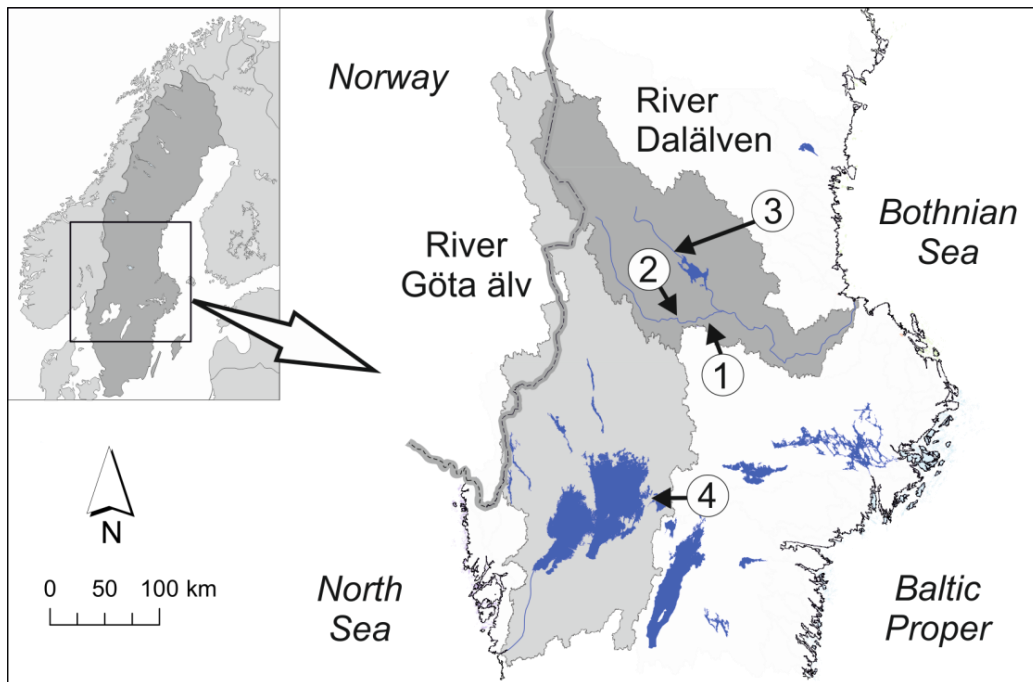 Norway
River
Dalälven
Bothnian
Sea
River
Göta älv
3
2
1
4
N
0 50 100 km
North
Sea
Baltic
Proper